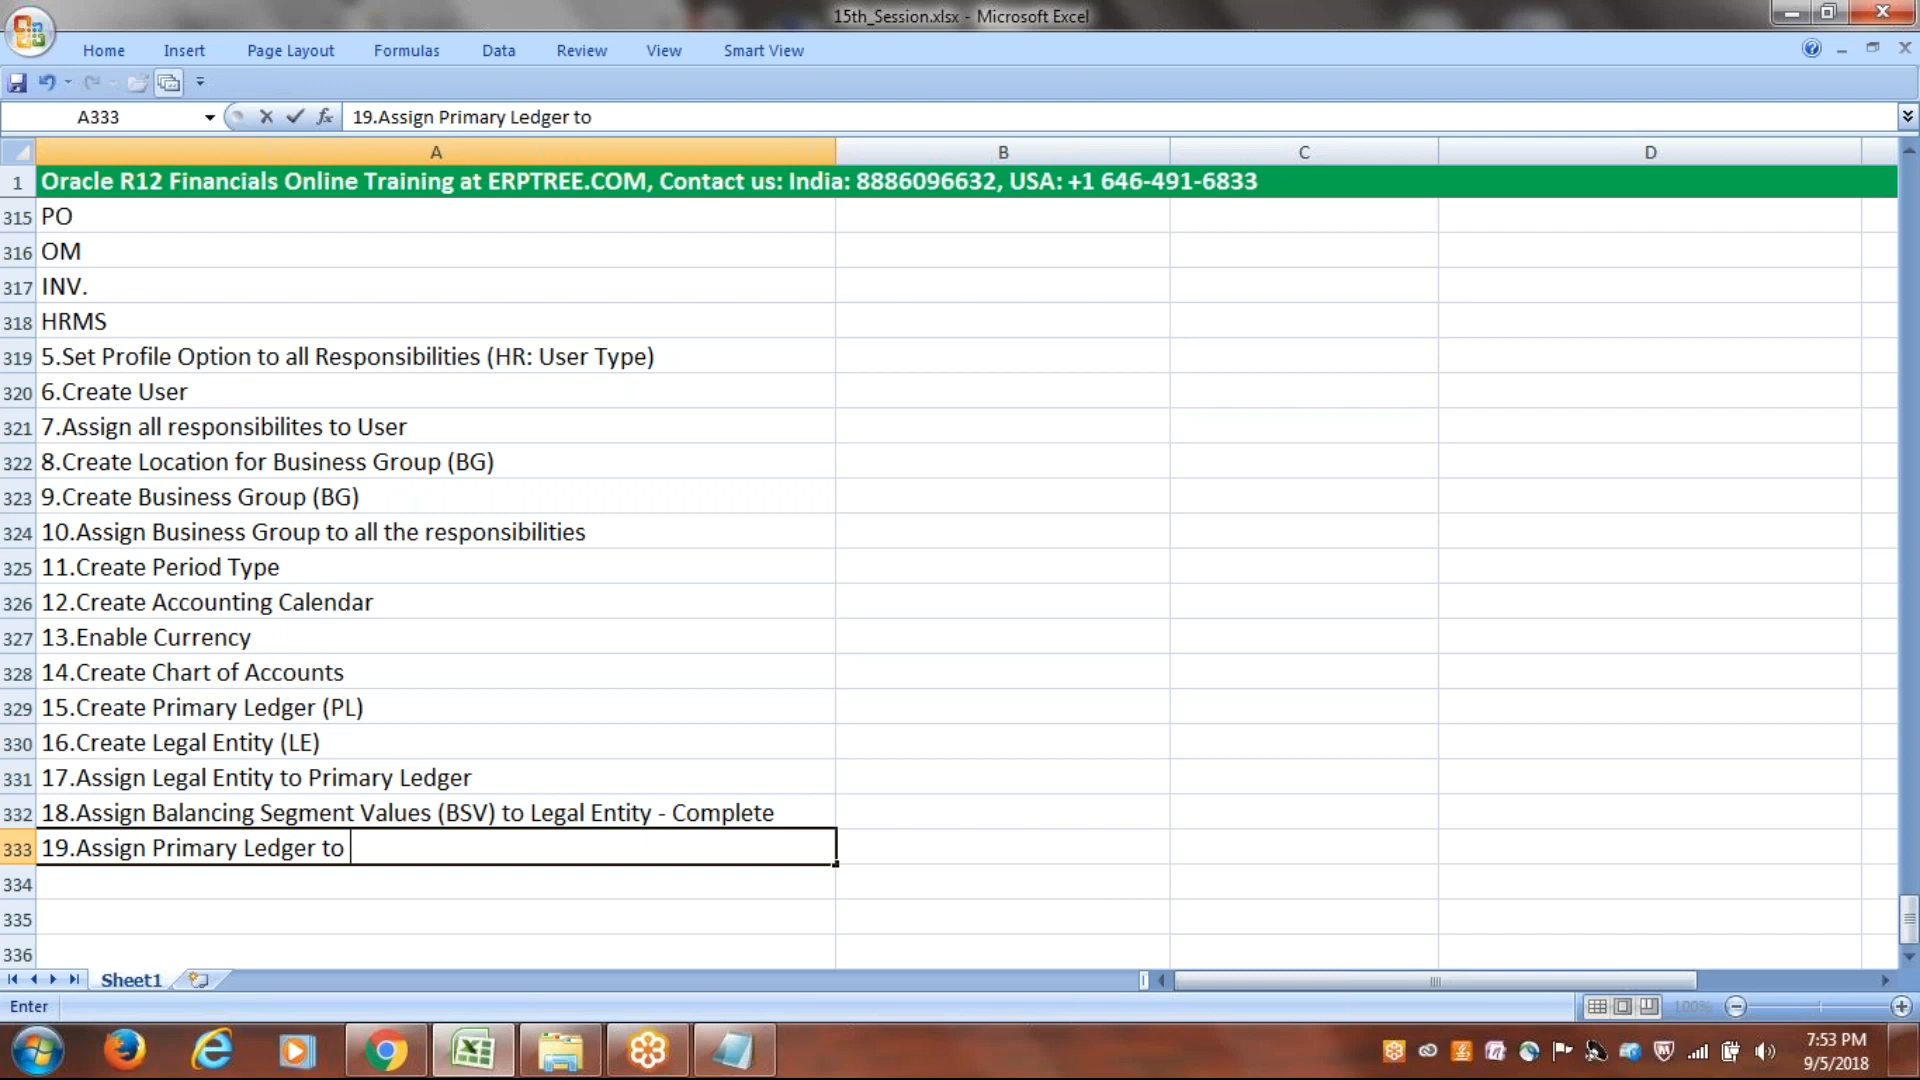 15th_Session.xlsx - Microsoft Excel
Home Insert Page Layout Formulas Data Review View Smart View
A333 fx 19.Assign Primary Ledger to
A B C D
1 Oracle R12 Financials Online Training at ERPTREE.COM, Contact us: India: 8886096632, USA: +1 646-491-6833
315 PO
316 OM
317 INV.
318 HRMS
319 5.Set Profile Option to all Responsibilities (HR: User Type)
320 6.Create User
321 7.Assign all responsibilites to User
322 8.Create Location for Business Group (BG)
323 9.Create Business Group (BG)
324 10.Assign Business Group to all the responsibilities
325 11.Create Period Type
326 12.Create Accounting Calendar
327 13.Enable Currency
328 14.Create Chart of Accounts
329 15.Create Primary Ledger (PL)
330 16.Create Legal Entity (LE)
331 17.Assign Legal Entity to Primary Ledger
332 18.Assign Balancing Segment Values (BSV) to Legal Entity - Complete
333 19.Assign Primary Ledger to
334
335
336
Sheet1
Enter 100%
7:53 PM
9/5/2018